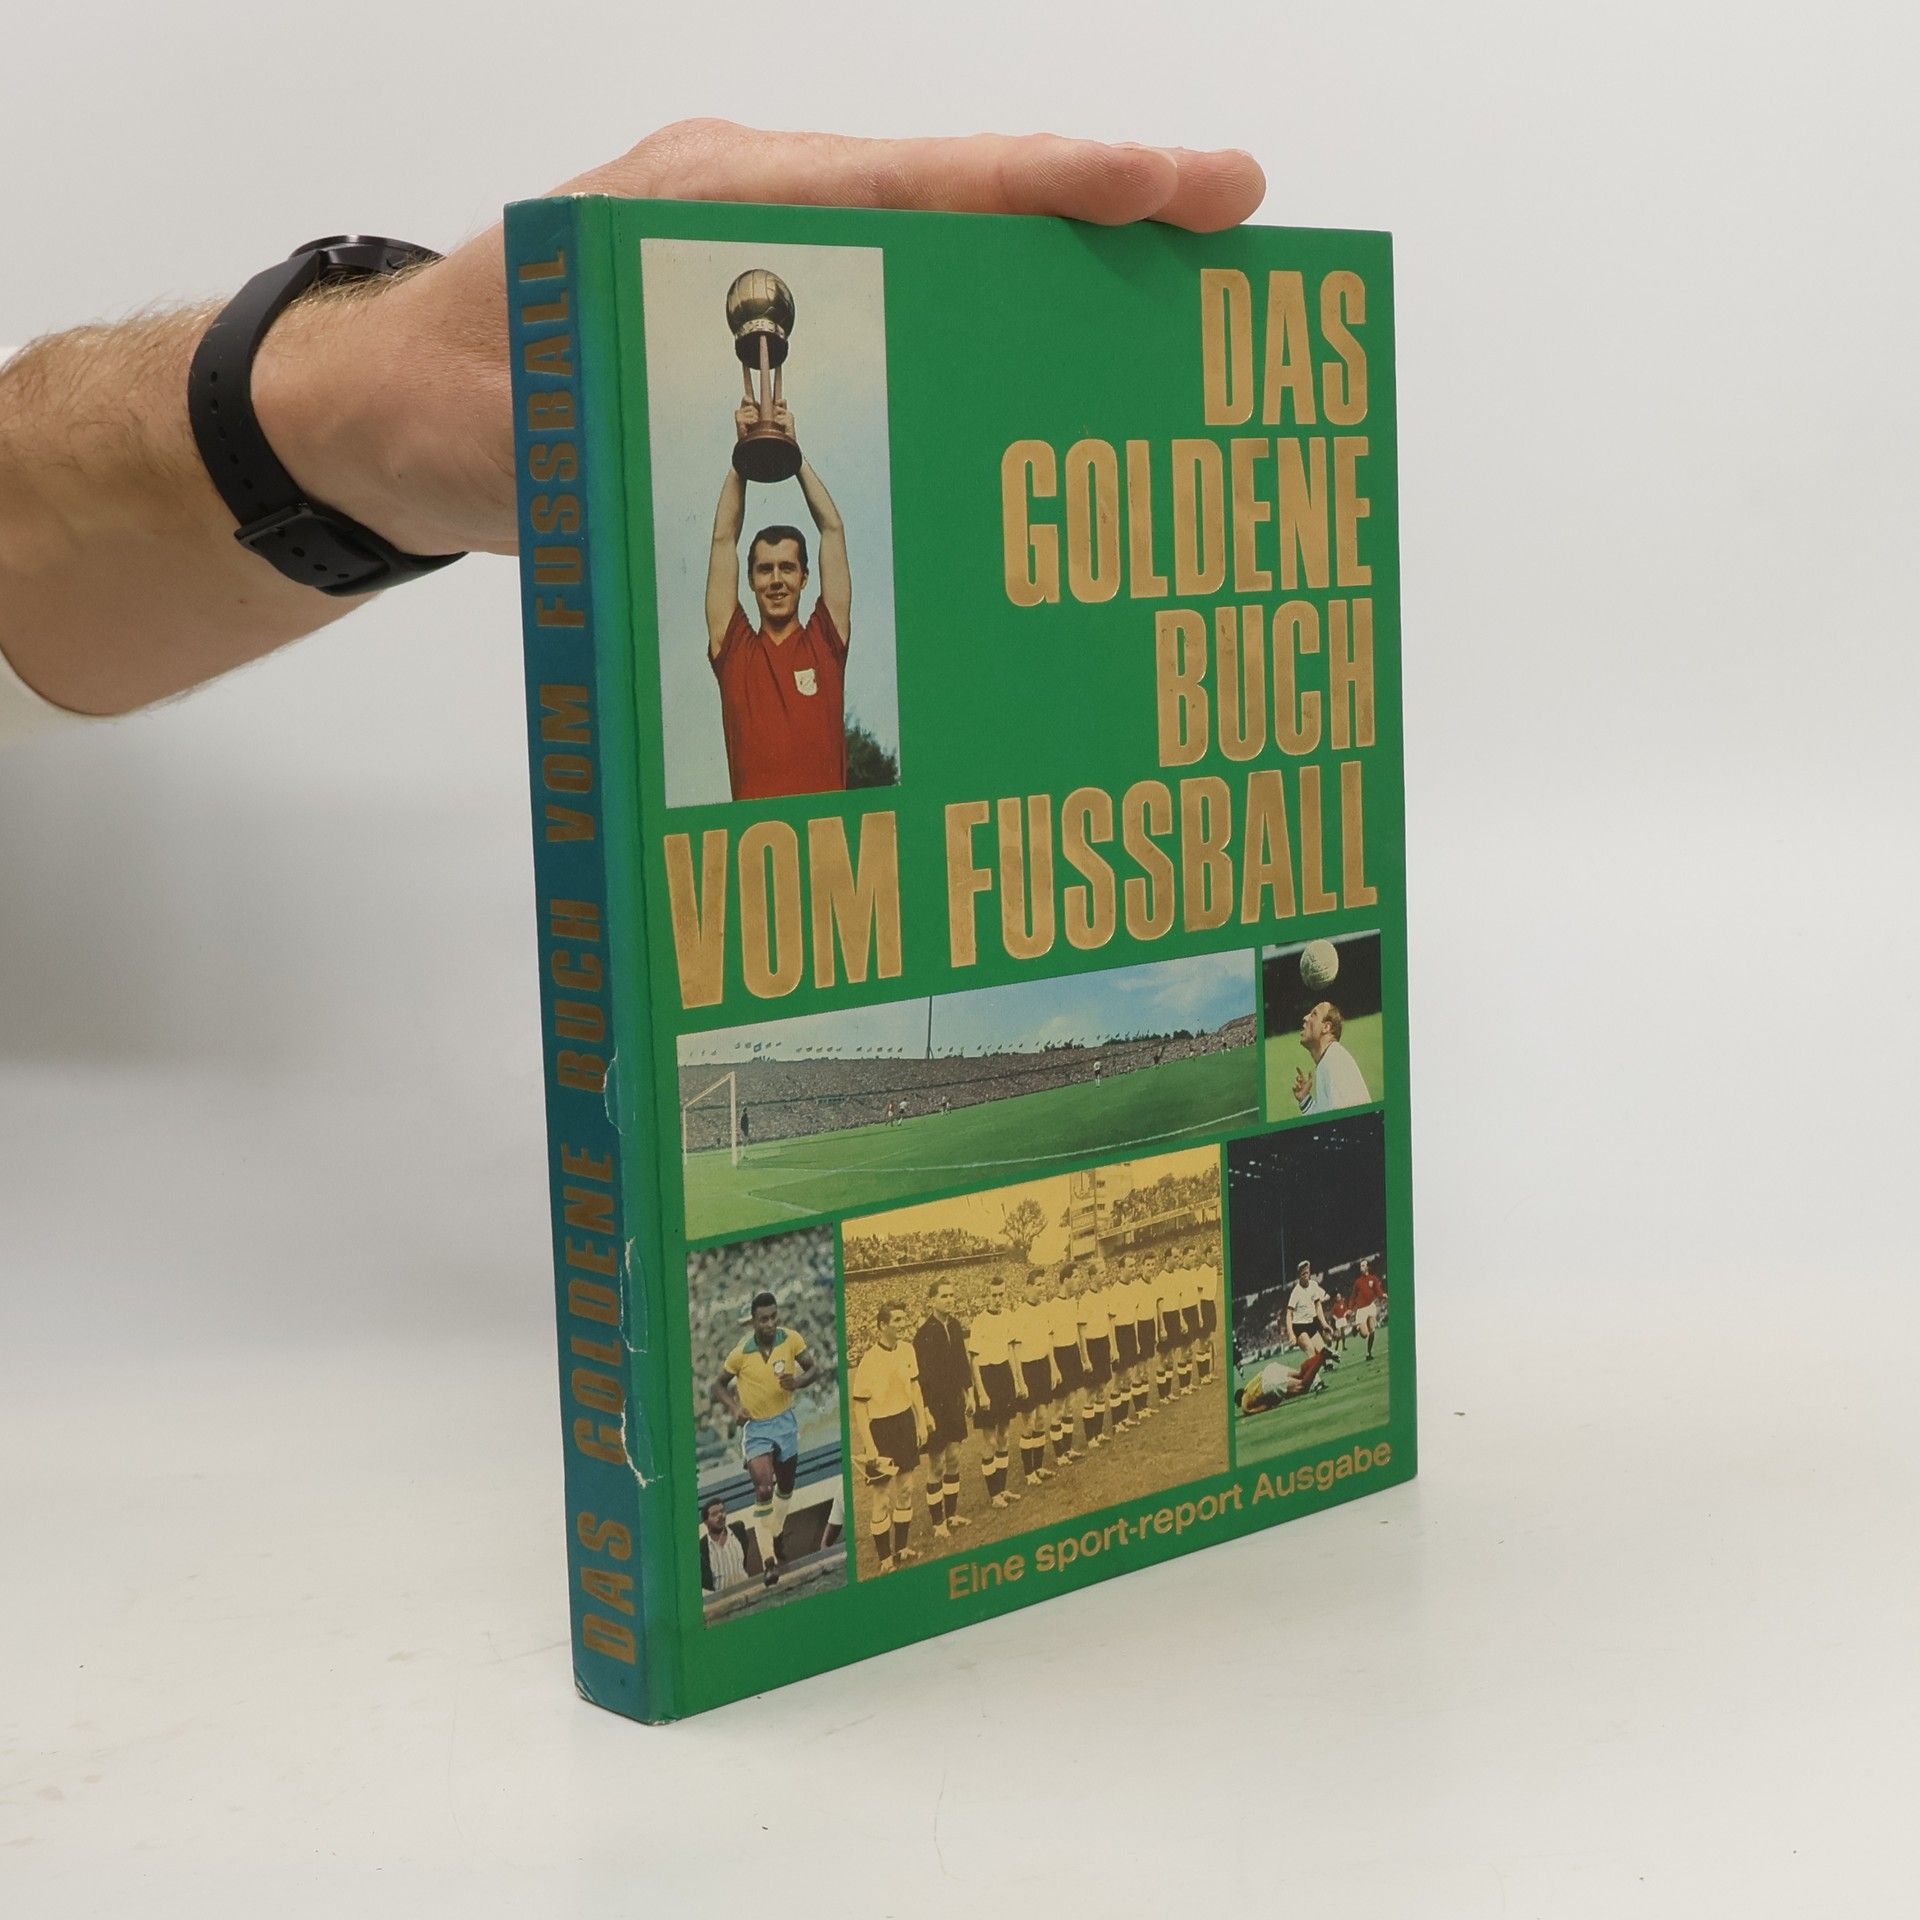 DAS GOLDENE BUCH VOM FUSSBALL
DAS
GOLDENE
BUCH
VOM FUSSBALL
Eine sport-report Ausgabe